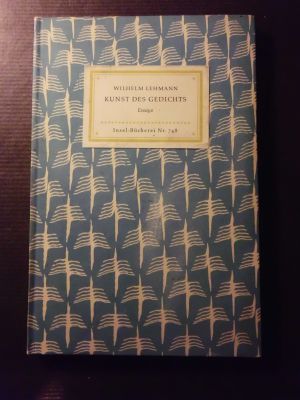 WILHELM LEHMANN
KUNST DES GEDICHTS
Essays
Insel-Bücherei Nr. 748